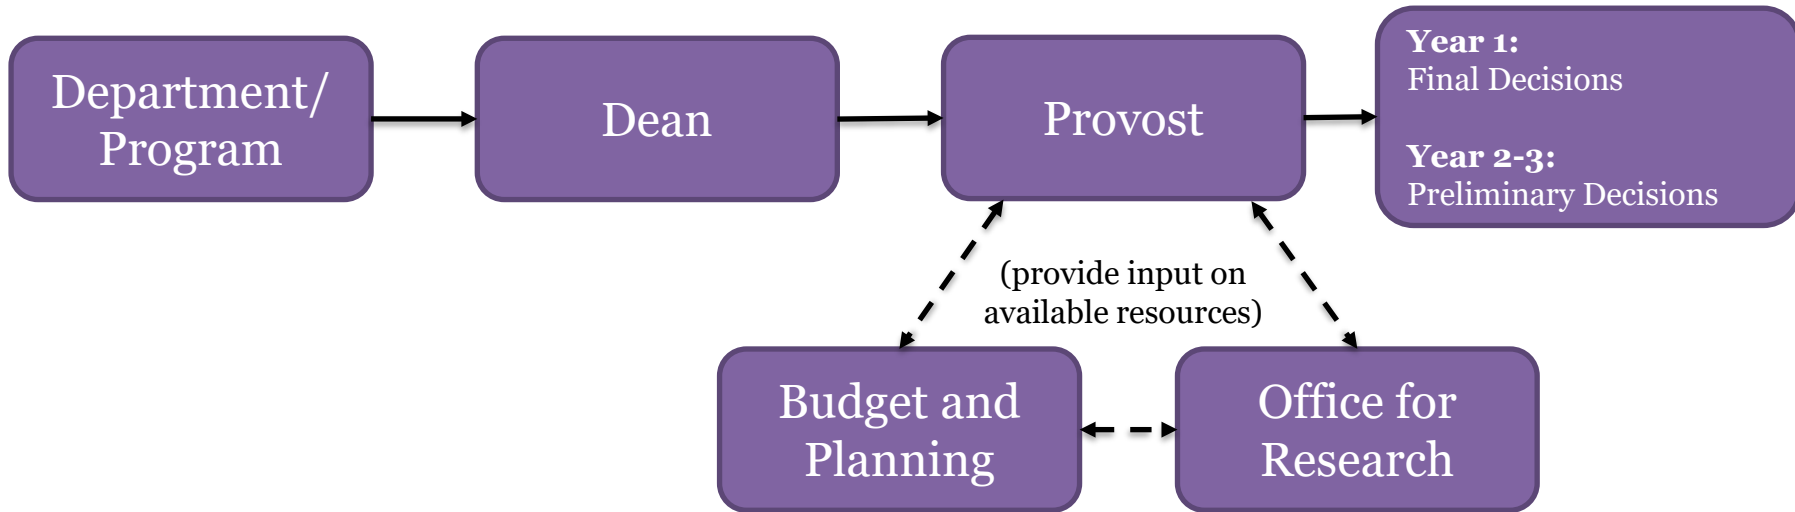 Department/
Program
Dean
Provost
Year 1:
Final Decisions
Year 2-3:
Preliminary Decisions
(provide input on
available resources)
Budget and
Planning
Office for
Research